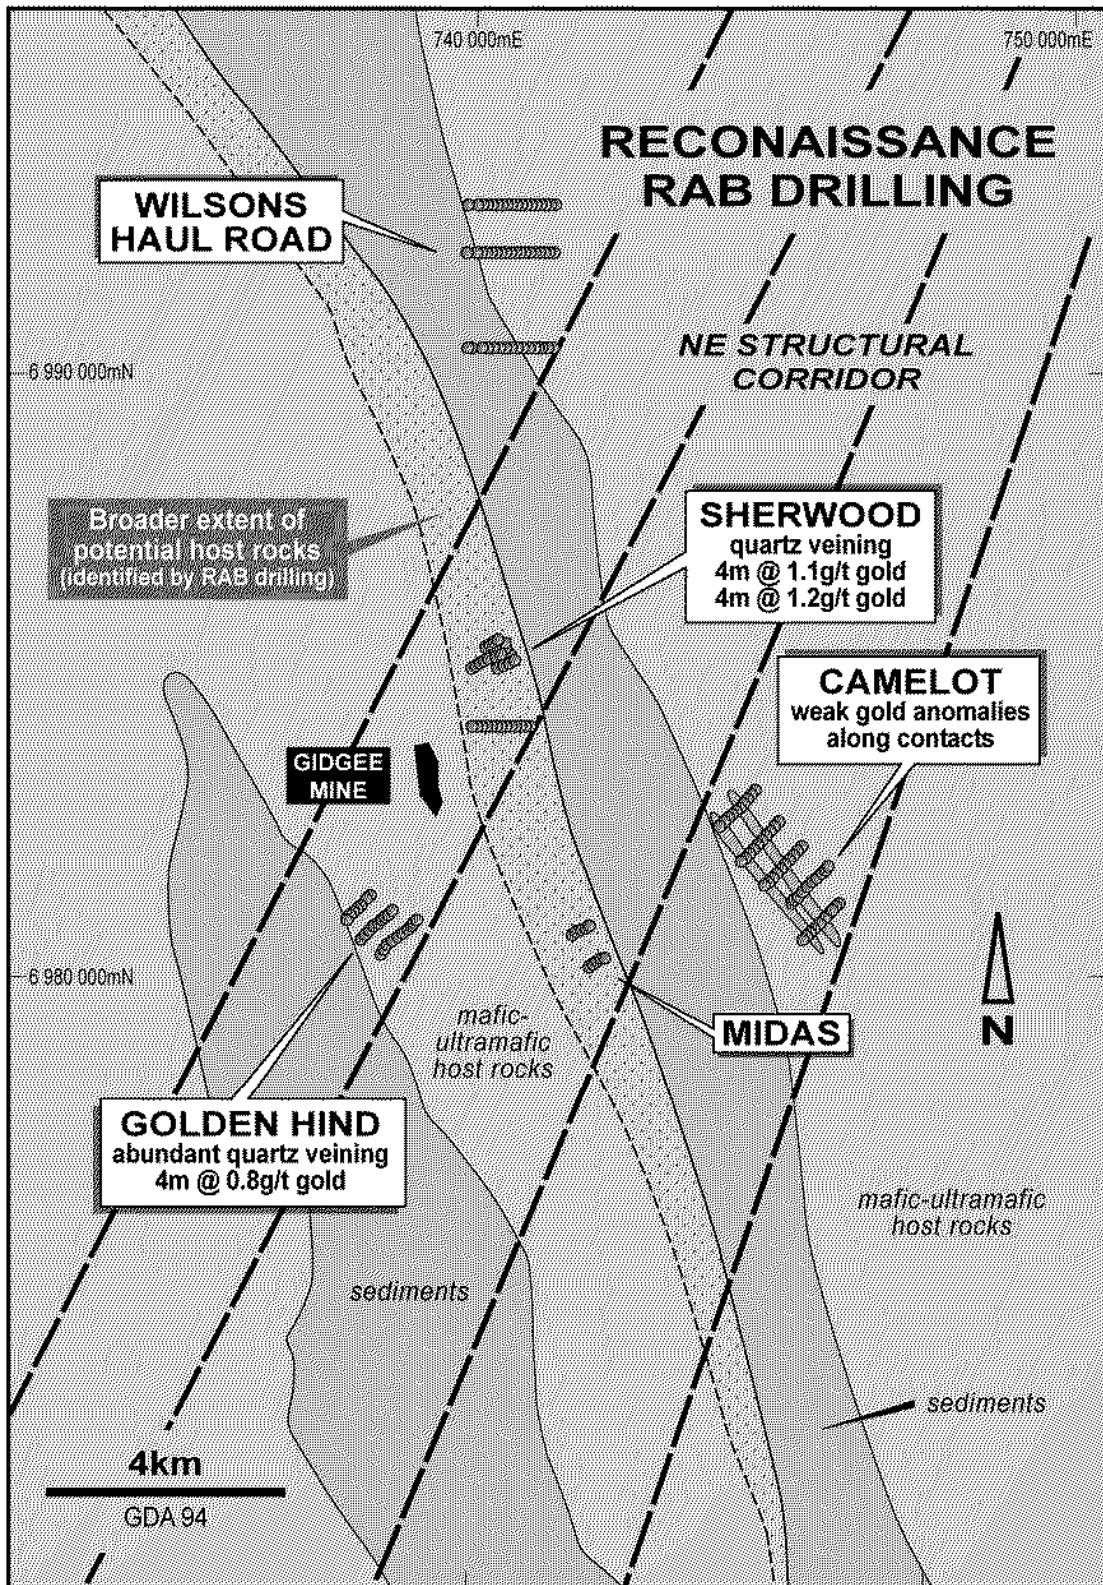 740 000mE
750 000mE
RECONAISSANCE
RAB DRILLING
WILSONS
HAUL ROAD
NE STRUCTURAL
CORRIDOR
6 990 000mN
Broader extent of
potential host rocks
(identified by RAB drilling)
SHERWOOD
quartz veining
4m @ 1.1g/t gold
4m @ 1.2g/t gold
CAMELOT
weak gold anomalies
along contacts
GIDGEE
MINE
6 980 000mN
N
mafic-
ultramafic
host rocks
MIDAS
GOLDEN HIND
abundant quartz veining
4m @ 0.8g/t gold
mafic-ultramafic
host rocks
sediments
sediments
4km
GDA 94